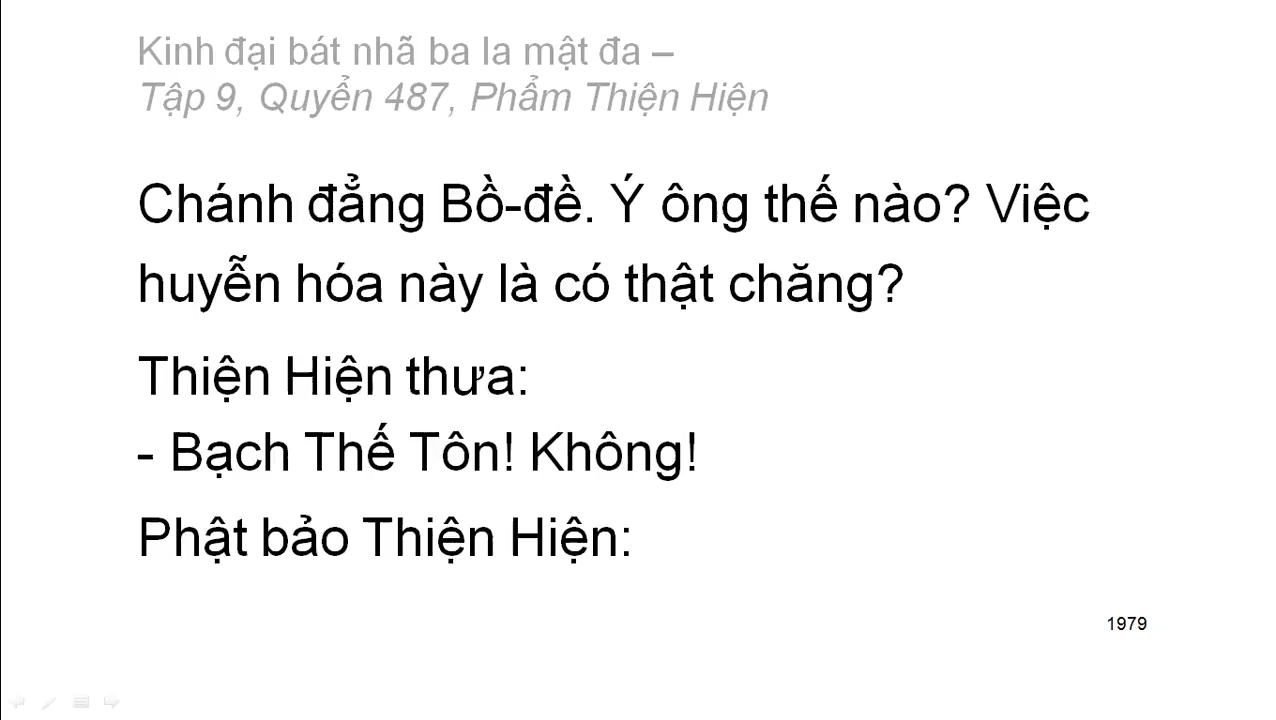 Kinh đại bát nhã ba la mật đa –
Tập 9, Quyển 487, Phẩm Thiện Hiện
Chánh đẳng Bồ-đề. Ý ông thế nào? Việc
huyễn hóa này là có thật chăng?
Thiện Hiện thưa:
- Bạch Thế Tôn! Không!
Phật bảo Thiện Hiện:
1979